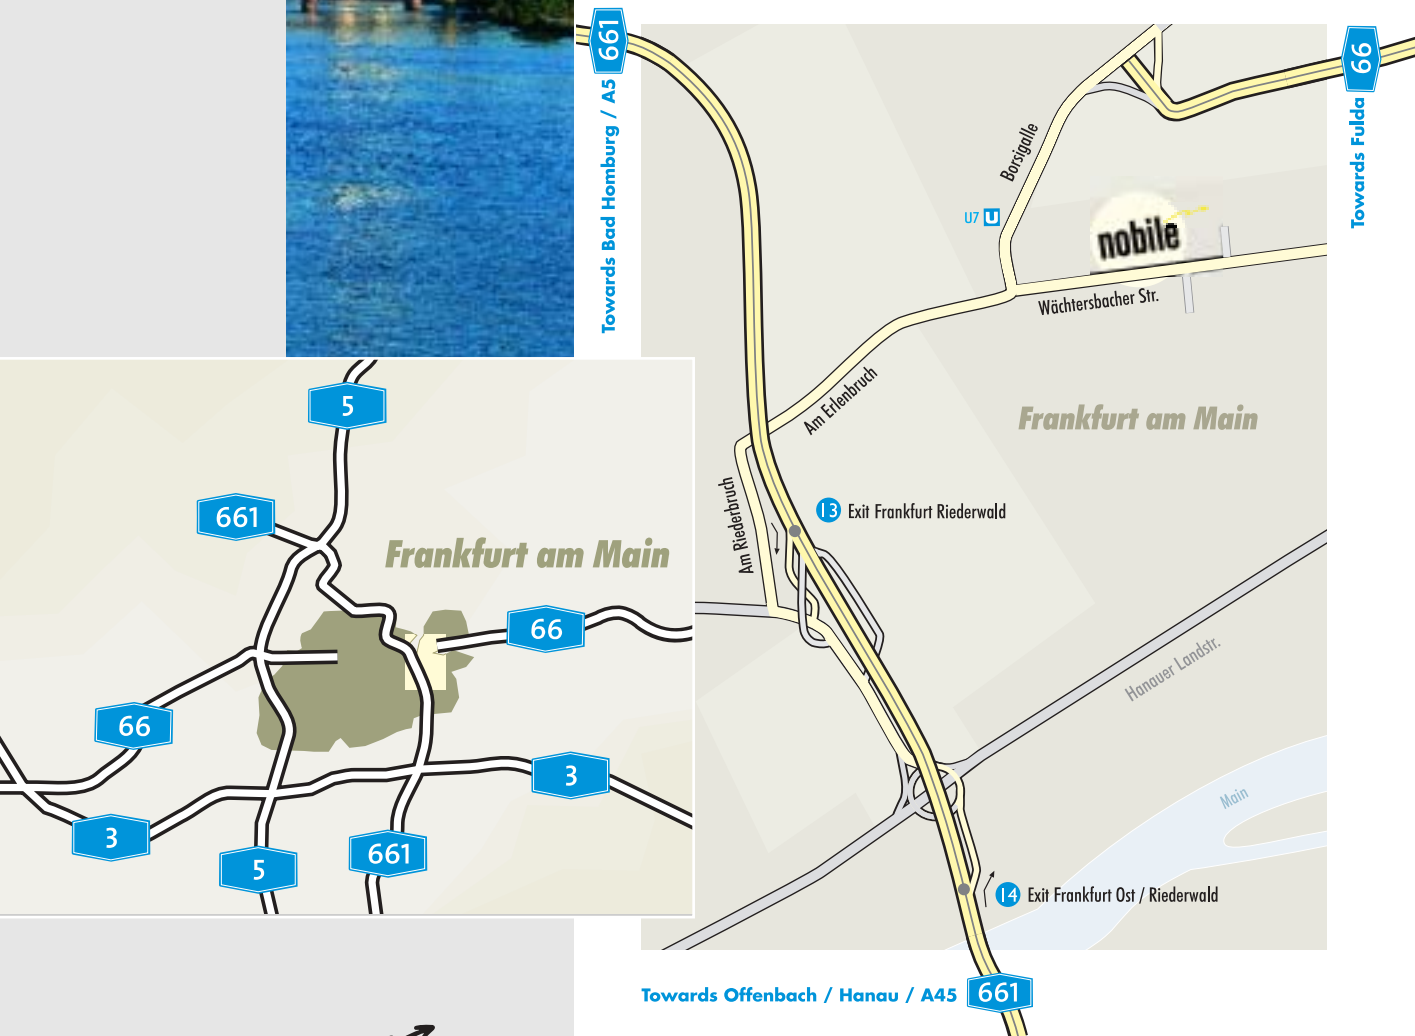 661
Towards Bad Homburg / A5
66
Towards Fulda
Borsigalle
U7 U
nobile
Wächtersbacher Str.
Am Erlenbruch
Frankfurt am Main
Am Riederbruch
13 Exit Frankfurt Riederwald
Hanauer Landstr.
Main
14 Exit Frankfurt Ost / Riederwald
Towards Offenbach / Hanau / A45 661
5
661
Frankfurt am Main
66
66
3
3
5
661